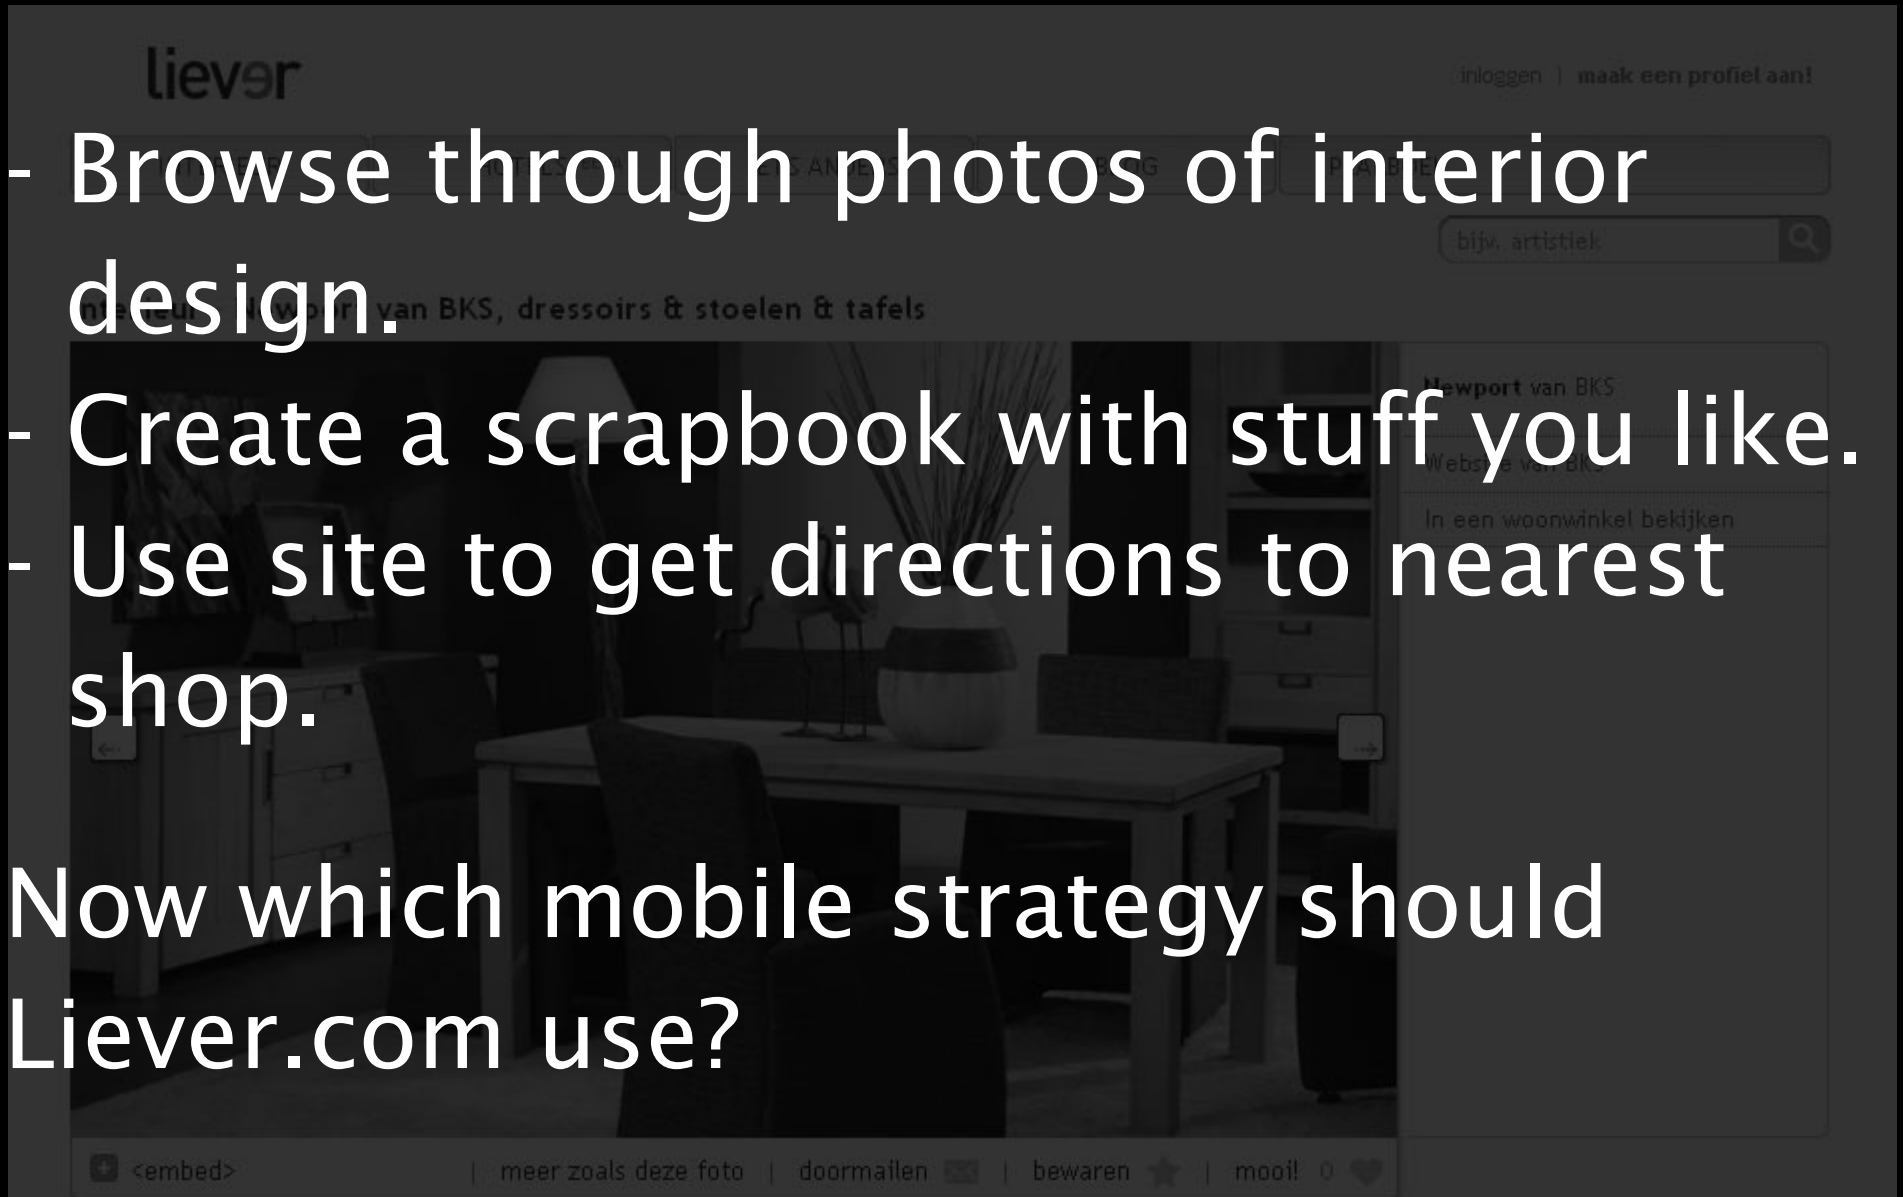 liever
inloggen | maak een profiel aan!
- Browse through photos of interior
design.
bijv. artistiek
van BKS, dressoirs & stoelen & tafels
- Create a scrapbook with stuff you like.
Newport van BKS
Website van BKS
In een woonwinkel bekijken
- Use site to get directions to nearest
shop.
Now which mobile strategy should
Liever.com use?
<embed> | meer zoals deze foto | doormailen | bewaren | mooi! 0